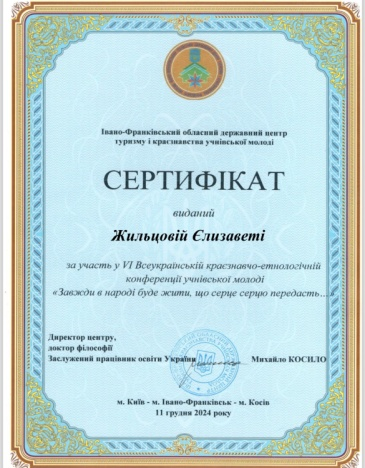 Івано-Франківський обласний державний центр
туризму і краєзнавства учнівської молоді
СЕРТИФІКАТ
виданий
Жильцовій Єлизаветі
за участь у VI Всеукраїнській краєзнавчо-етнологічній
конференції учнівської молоді
«Завжди в народі буде жити, що серце серцю передасть…»
Директор центру,
доктор філософії
Заслужений працівник освіти України Михайло КОСИЛО
м. Київ - м. Івано-Франківськ - м. Косів
11 грудня 2024 року